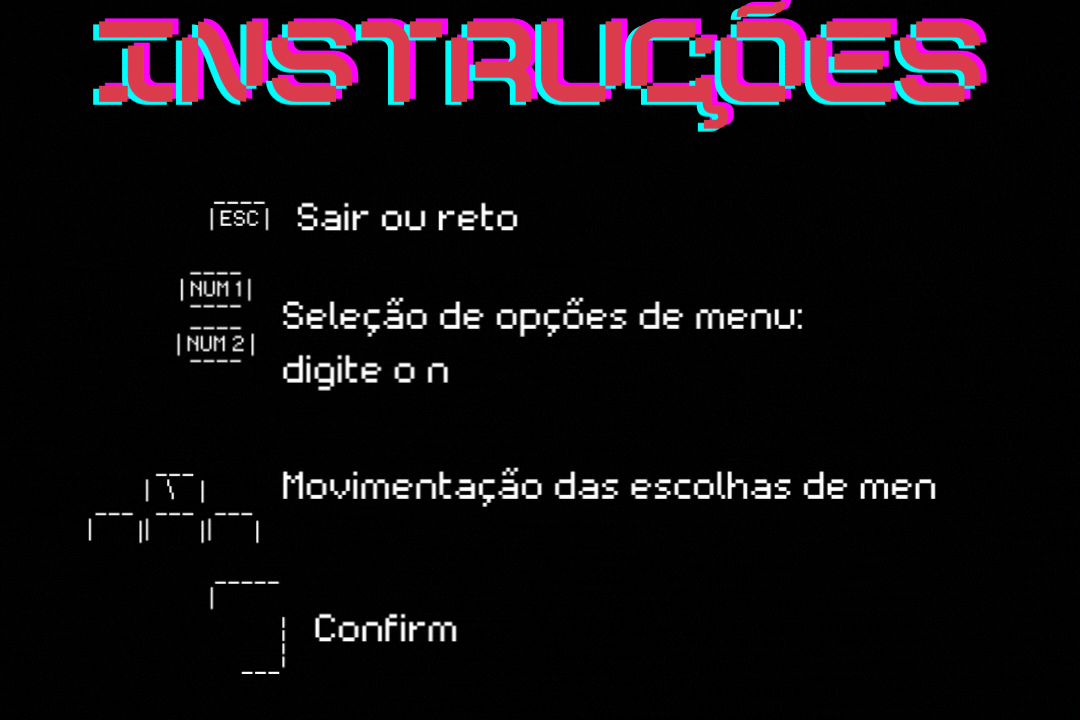 INSTRUÇÕES
ESC Sair ou reto
NUM 1
NUM 2
Seleção de opções de menu:
digite o n
Movimentação das escolhas de men
Confirm